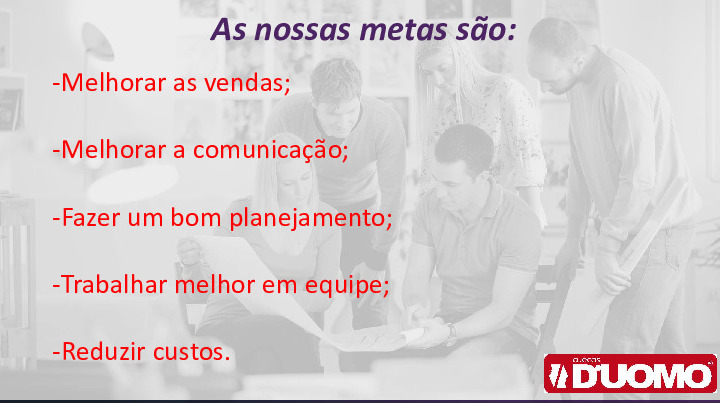 As nossas metas são:
-Melhorar as vendas;
-Melhorar a comunicação;
-Fazer um bom planejamento;
-Trabalhar melhor em equipe;
-Reduzir custos.
D'UOMO